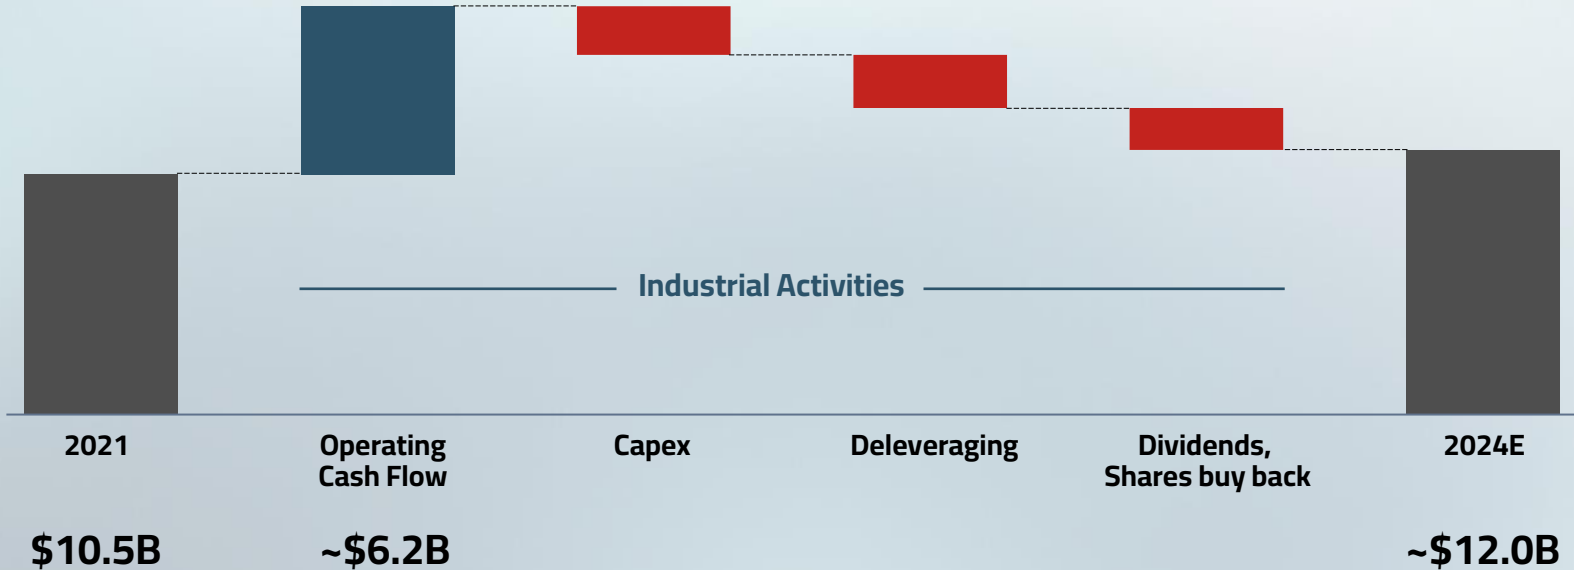 Industrial Activities
2021
Operating
Cash Flow
Capex
Deleveraging
Dividends,
Shares buy back
2024E
$10.5B
~$6.2B
~$12.0B